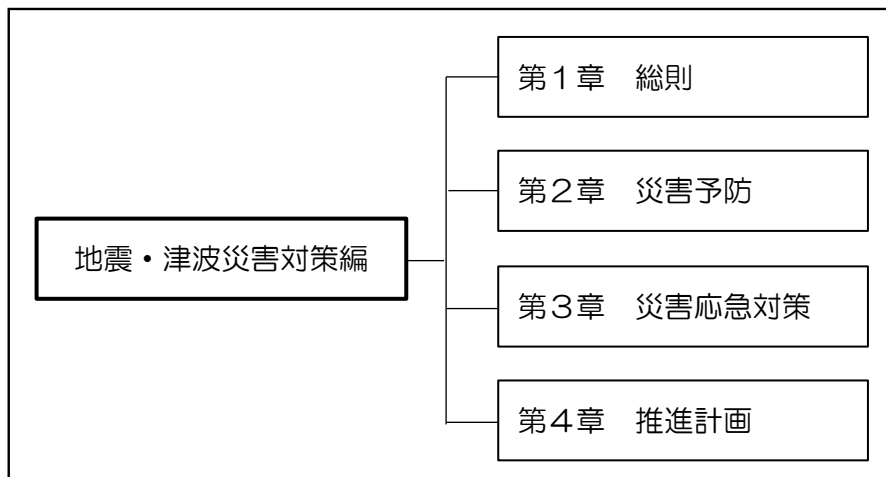 第１章　総則
第２章　災害予防
地震・津波災害対策編
第３章　災害応急対策
第４章　推進計画